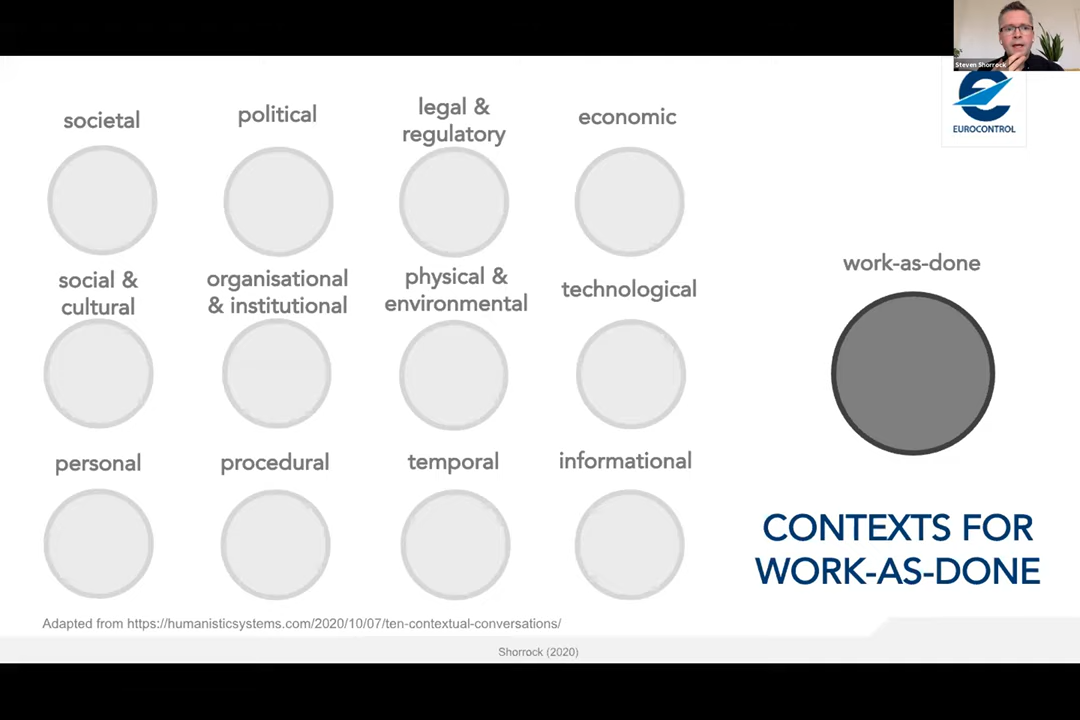 Steven Shorrock
EUROCONTROL
societal
political
legal &
regulatory
economic
social &
cultural
organisational
& institutional
physical &
environmental
technological
work-as-done
personal
procedural
temporal
informational
CONTEXTS FOR
WORK-AS-DONE
Adapted from https://humanisticsystems.com/2020/10/07/ten-contextual-conversations/
Shorrock (2020)